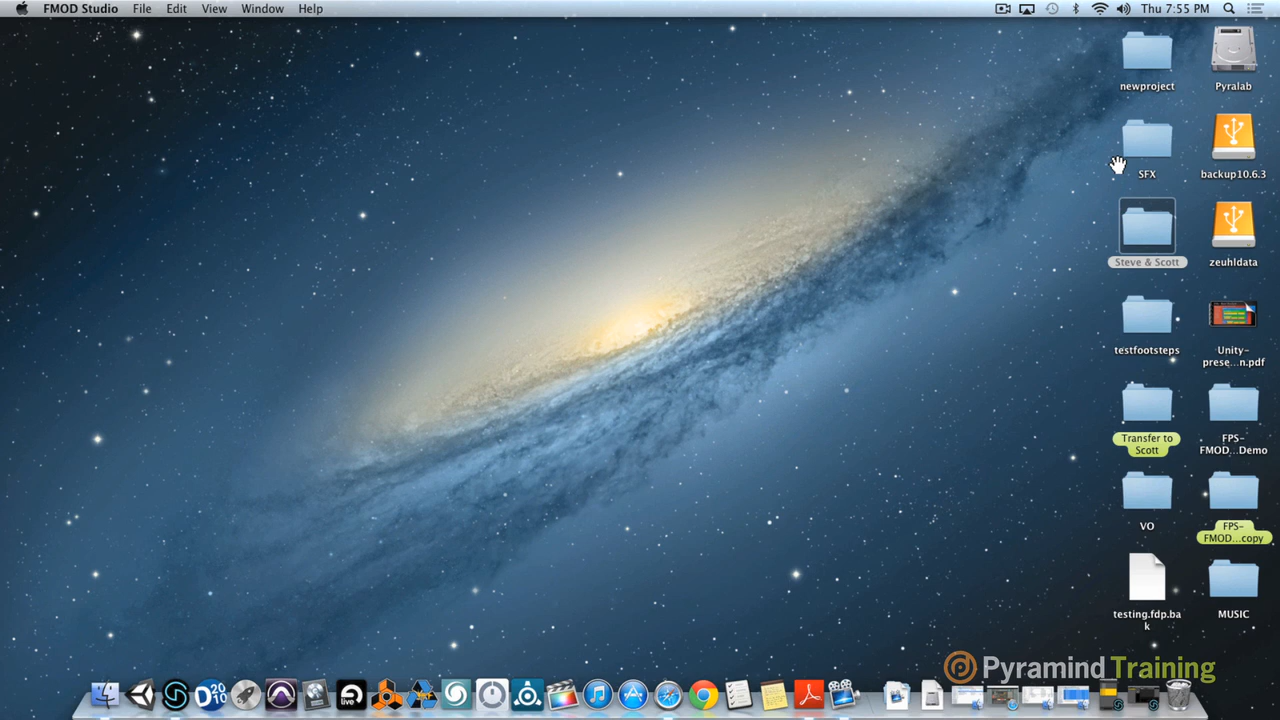 FMOD Studio File Edit View Window Help Thu 7:55 PM
newproject
Pyralab
SFX
backup10.6.3
Steve & Scott
zeuhldata
testfootsteps
Unity-
prese...n.pdf
Transfer to
Scott
FPS-
FMOD...Demo
VO
FPS-
FMOD...copy
testing.fdp.ba
k
MUSIC
D2010
live
Pyramind Training